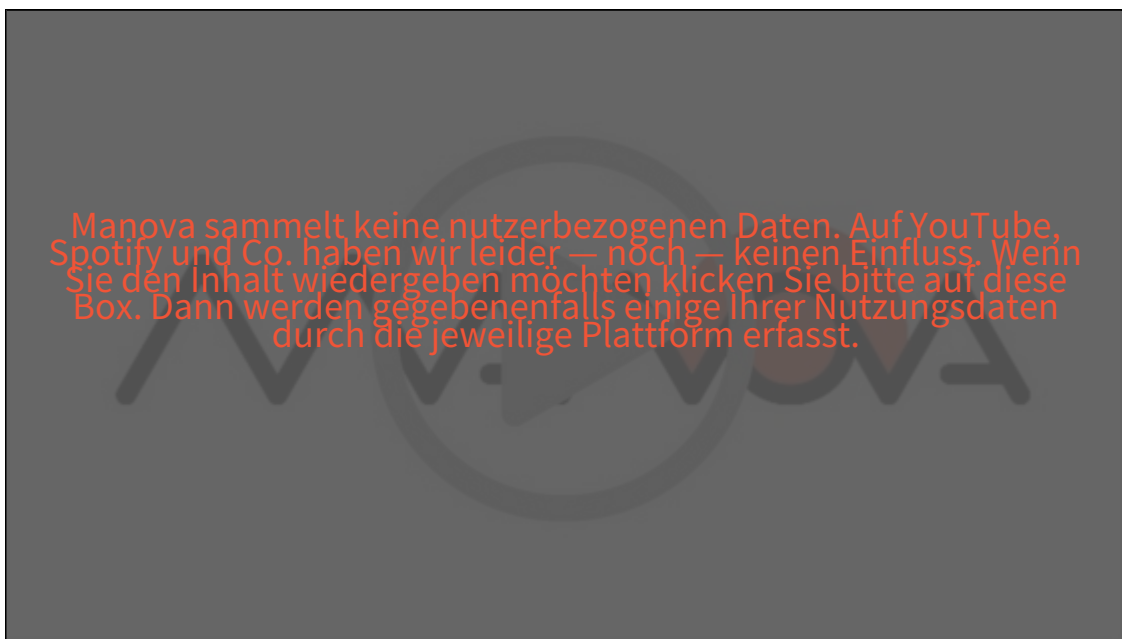 Manova sammelt keine nutzerbezogenen Daten. Auf YouTube,
Spotify und Co. haben wir leider — noch — keinen Einfluss. Wenn
Sie den Inhalt wiedergeben möchten klicken Sie bitte auf diese
Box. Dann werden gegebenenfalls einige Ihrer Nutzungsdaten
durch die jeweilige Plattform erfasst.
MANOVA